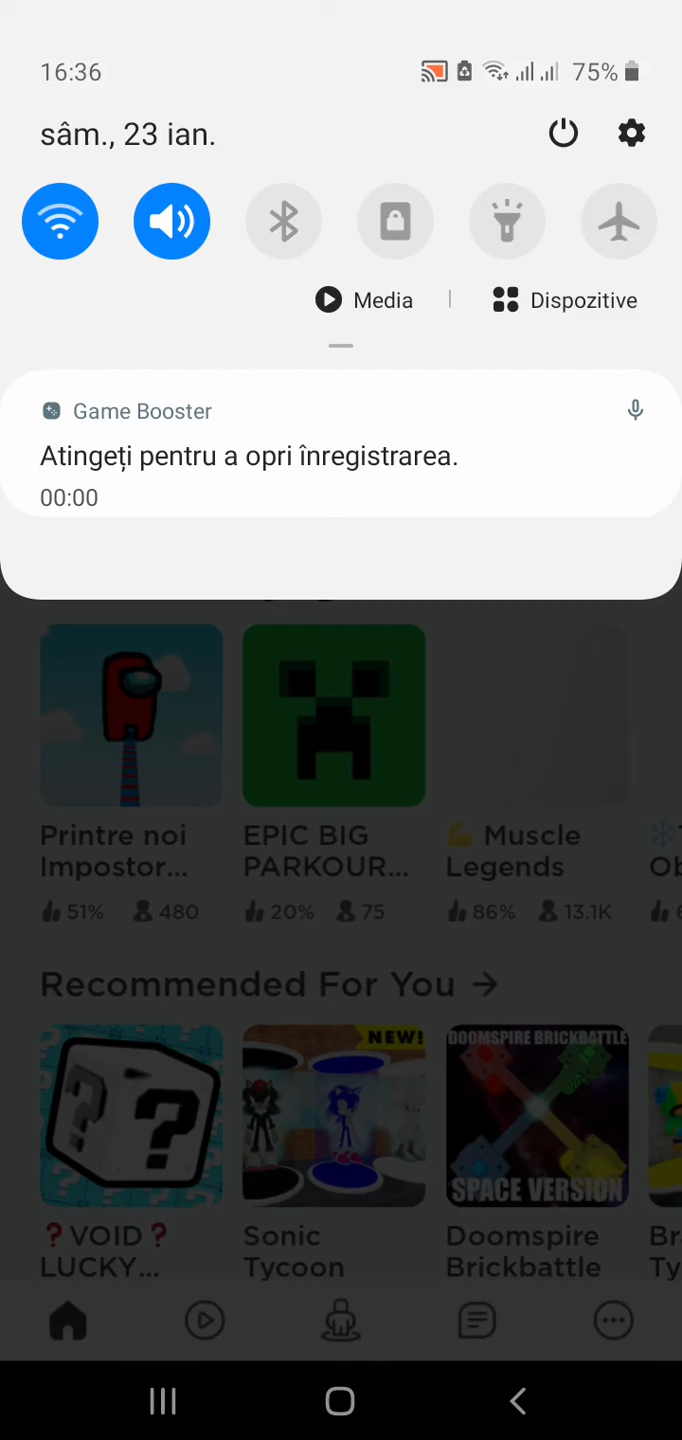 16:36
75%
sâm., 23 ian.
Media
Dispozitive
Game Booster
Atingeți pentru a opri înregistrarea.
00:00
Printre noi
Impostor...
EPIC BIG
PARKOUR...
💪 Muscle
Legends
51% 480
20% 75
86% 13.1K
Recommended For You →
NEW!
DOOMSPIRE BRICKBATTLE
SPACE VERSION
❓VOID❓
LUCKY...
Sonic
Tycoon
Doomspire
Brickbattle